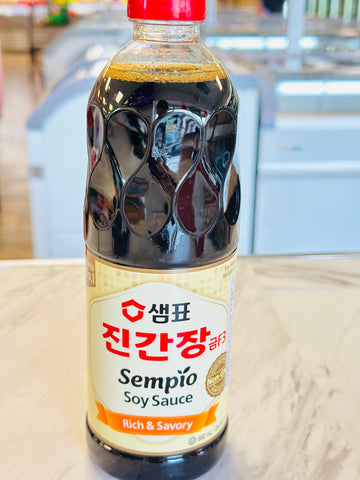 샘표
진간장 금F3
Sempio
Soy Sauce
Rich & Savory